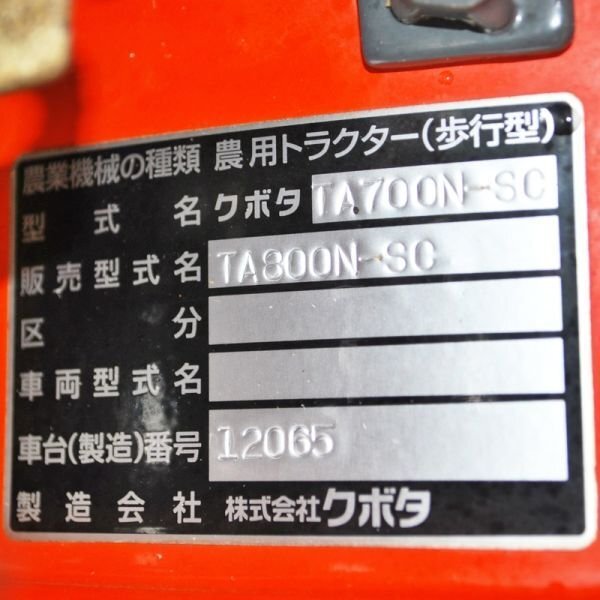 農業機械の種類 農用トラクター(歩行型)
型式名 クボタ TA700N-SC
販売型式名 TA800N-SC
区分
車両型式名
車台(製造)番号 12065
製造会社 株式会社クボタ